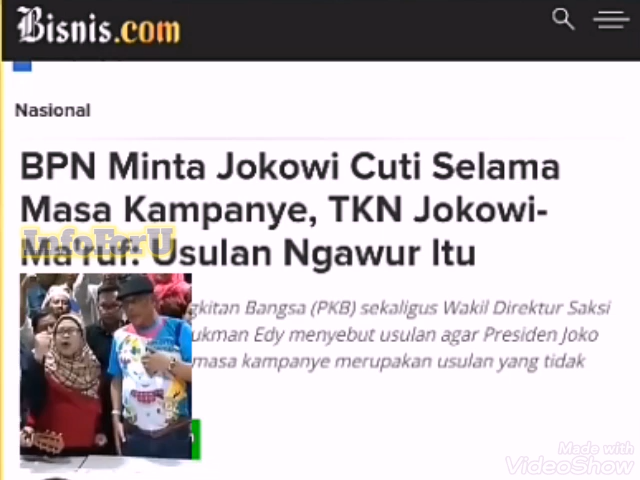 Bisnis.com
Nasional
BPN Minta Jokowi Cuti Selama
Masa Kampanye, TKN Jokowi-
InfoForU
Ma'ruf: Usulan Ngawur Itu
gkitan Bangsa (PKB) sekaligus Wakil Direktur Saksi
ukman Edy menyebut usulan agar Presiden Joko
masa kampanye merupakan usulan yang tidak
Made with
VideoShow